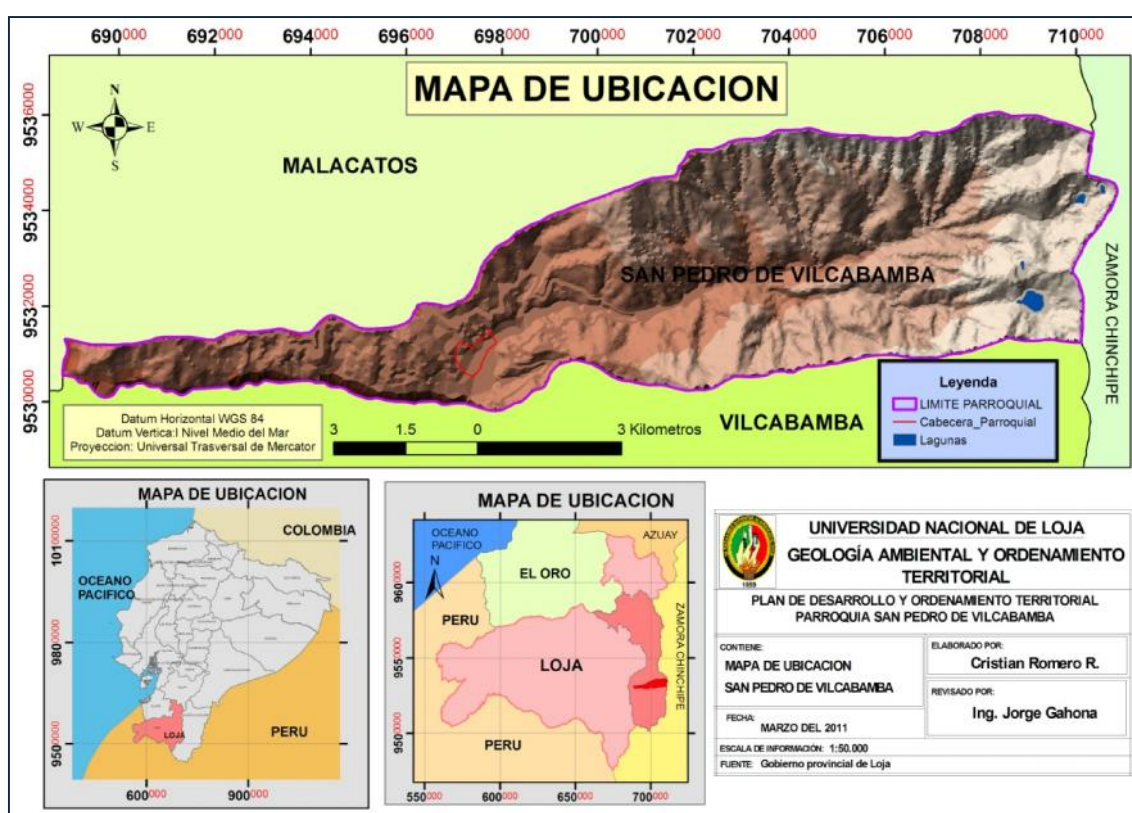 690000 692000 694000 696000 698000 700000 702000 704000 706000 708000 710000
MAPA DE UBICACION
N
W E
S
9536000
9534000
9532000
9530000
MALACATOS
SAN PEDRO DE VILCABAMBA
ZAMORA CHINCHIPE
VILCABAMBA
Datum Horizontal WGS 84
Datum Vertica:l Nivel Medio del Mar
Proyeccion: Universal Trasversal de Mercator
3 1.5 0 3 Kilometros
Leyenda
LIMITE PARROQUIAL
Cabecera_Parroquial
Lagunas
MAPA DE UBICACION
COLOMBIA
OCEANO
PACIFICO
LOJA
PERU
10100000
9800000
9500000
600000 900000
MAPA DE UBICACION
OCEANO
PACIFICO
N
AZUAY
EL ORO
PERU
ZAMORA CHINCHIPE
LOJA
PERU
9600000
9550000
9500000
550000 600000 650000 700000
1859
UNIVERSIDAD NACIONAL DE LOJA
GEOLOGÍA AMBIENTAL Y ORDENAMIENTO
TERRITORIAL
PLAN DE DESARROLLO Y ORDENAMIENTO TERRITORIAL
PARROQUIA SAN PEDRO DE VILCABAMBA
CONTIENE:
MAPA DE UBICACION
SAN PEDRO DE VILCABAMBA
ELABORADO POR:
Cristian Romero R.
REVISADO POR:
Ing. Jorge Gahona
FECHA:
MARZO DEL 2011
ESCALA DE INFORMACIÓN: 1:50.000
FUENTE: Gobierno provincial de Loja